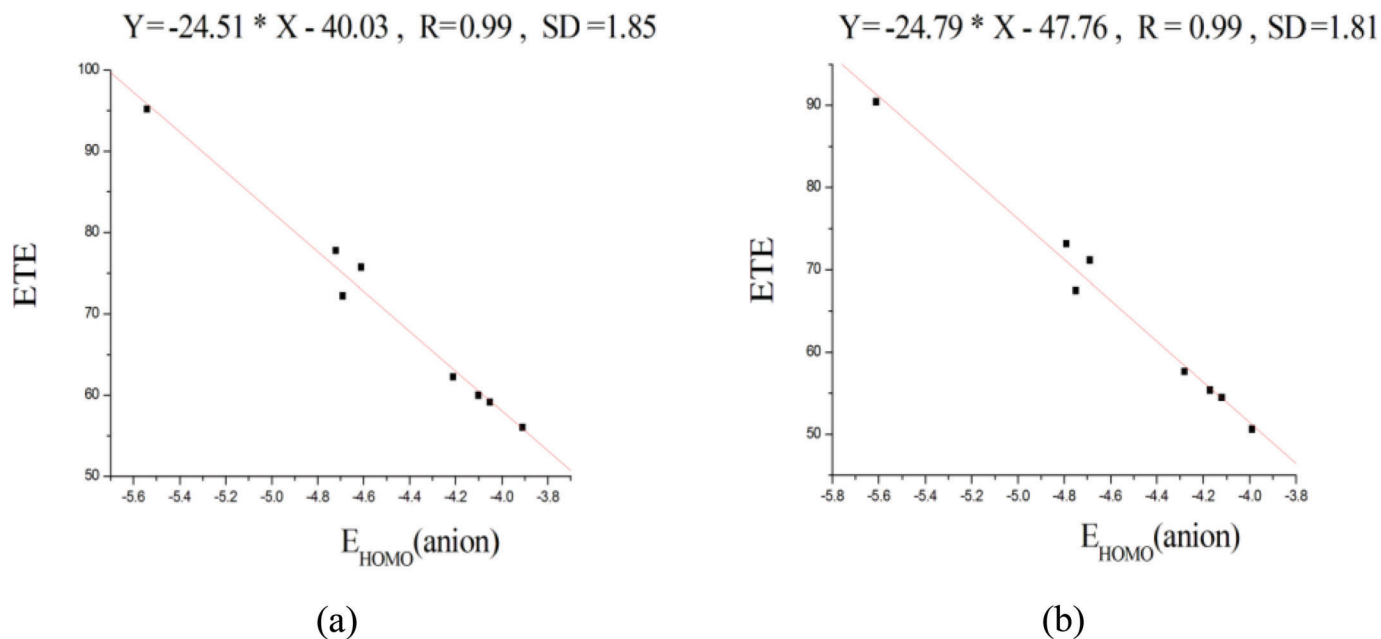 Y=-24.51 * X - 40.03 , R=0.99 , SD=1.85
100
90
80
70
60
50
ETE
-5.6 -5.4 -5.2 -5.0 -4.8 -4.6 -4.4 -4.2 -4.0 -3.8
E_HOMO(anion)
(a)
Y=-24.79 * X - 47.76 , R = 0.99 , SD=1.81
90
80
70
60
50
ETE
-5.8 -5.6 -5.4 -5.2 -5.0 -4.8 -4.6 -4.4 -4.2 -4.0 -3.8
E_HOMO(anion)
(b)